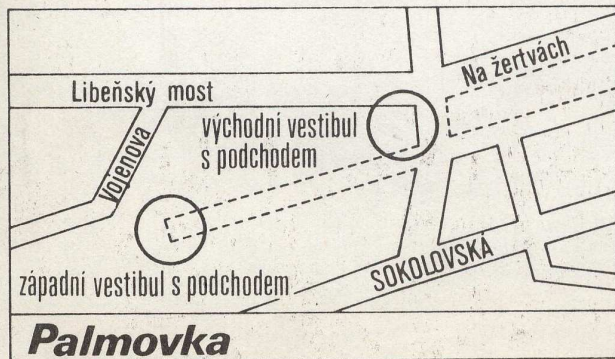 Na žertvách
Libeňský most
východní vestibul
s podchodem
Vojenova
západní vestibul s podchodem
SOKOLOVSKÁ
Palmovka